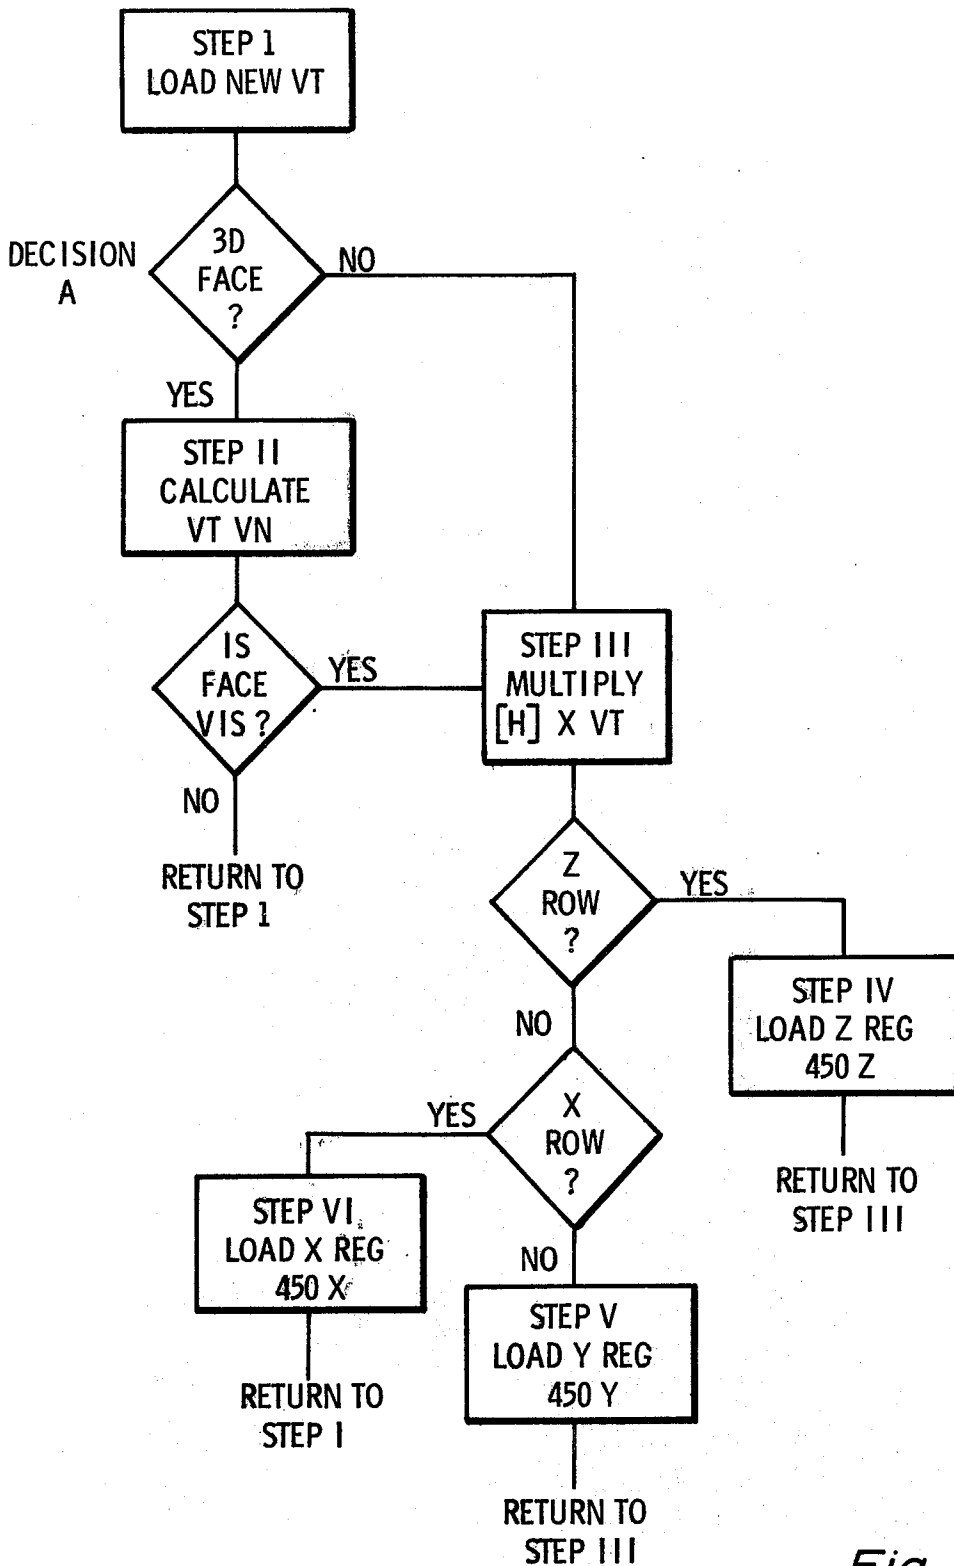 STEP 1
LOAD NEW VT
DECISION
A
3D
FACE
?
NO
YES
STEP II
CALCULATE
VT VN
IS
FACE
VIS?
YES
NO
RETURN TO
STEP 1
STEP III
MULTIPLY
[H] X VT
Z
ROW
?
YES
NO
STEP IV
LOAD Z REG
450 Z
RETURN TO
STEP III
X
ROW
?
YES
NO
STEP VI
LOAD X REG
450 X
RETURN TO
STEP I
STEP V
LOAD Y REG
450 Y
RETURN TO
STEP III
Fig